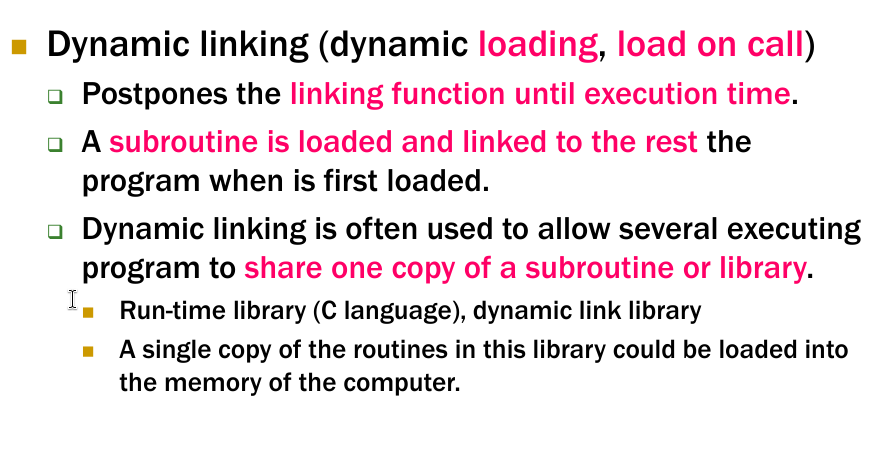 Dynamic linking (dynamic loading, load on call)
Postpones the linking function until execution time.
A subroutine is loaded and linked to the rest the
program when is first loaded.
Dynamic linking is often used to allow several executing
program to share one copy of a subroutine or library.
Run-time library (C language), dynamic link library
A single copy of the routines in this library could be loaded into
the memory of the computer.